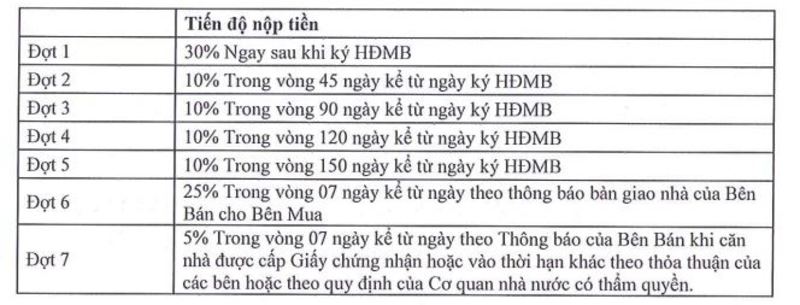 Tiến độ nộp tiền
Đợt 1 30% Ngay sau khi ký HĐMB
Đợt 2 10% Trong vòng 45 ngày kể từ ngày ký HĐMB
Đợt 3 10% Trong vòng 90 ngày kể từ ngày ký HĐMB
Đợt 4 10% Trong vòng 120 ngày kể từ ngày ký HĐMB
Đợt 5 10% Trong vòng 150 ngày kể từ ngày ký HĐMB
Đợt 6 25% Trong vòng 07 ngày kể từ ngày theo thông báo bàn giao nhà của Bên
Bán cho Bên Mua
Đợt 7 5% Trong vòng 07 ngày kể từ ngày theo Thông báo của Bên Bán khi căn
nhà được cấp Giấy chứng nhận hoặc vào thời hạn khác theo thỏa thuận của
các bên hoặc theo quy định của Cơ quan nhà nước có thẩm quyền.